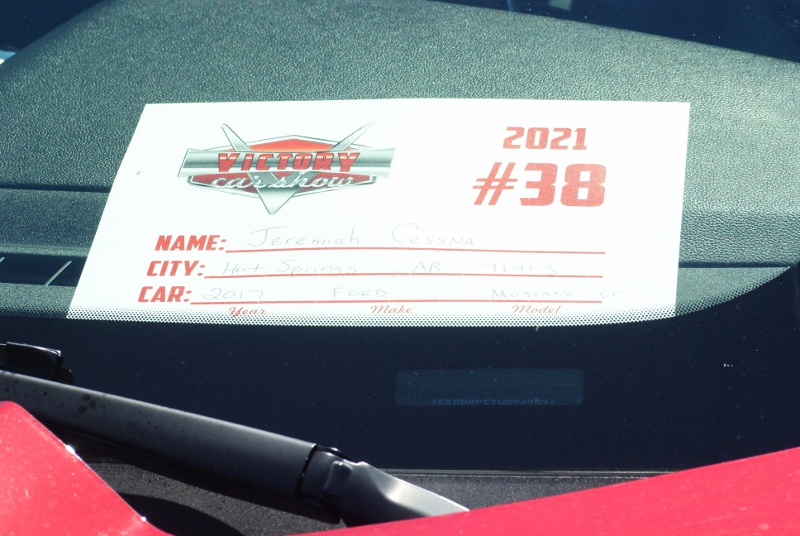 VICTORY
car show
2021
#38
NAME: Jeremiah Cessna
CITY: Hot Springs, AR 71913
CAR: 2017 FORD MUSTANG GT
Year Make Model